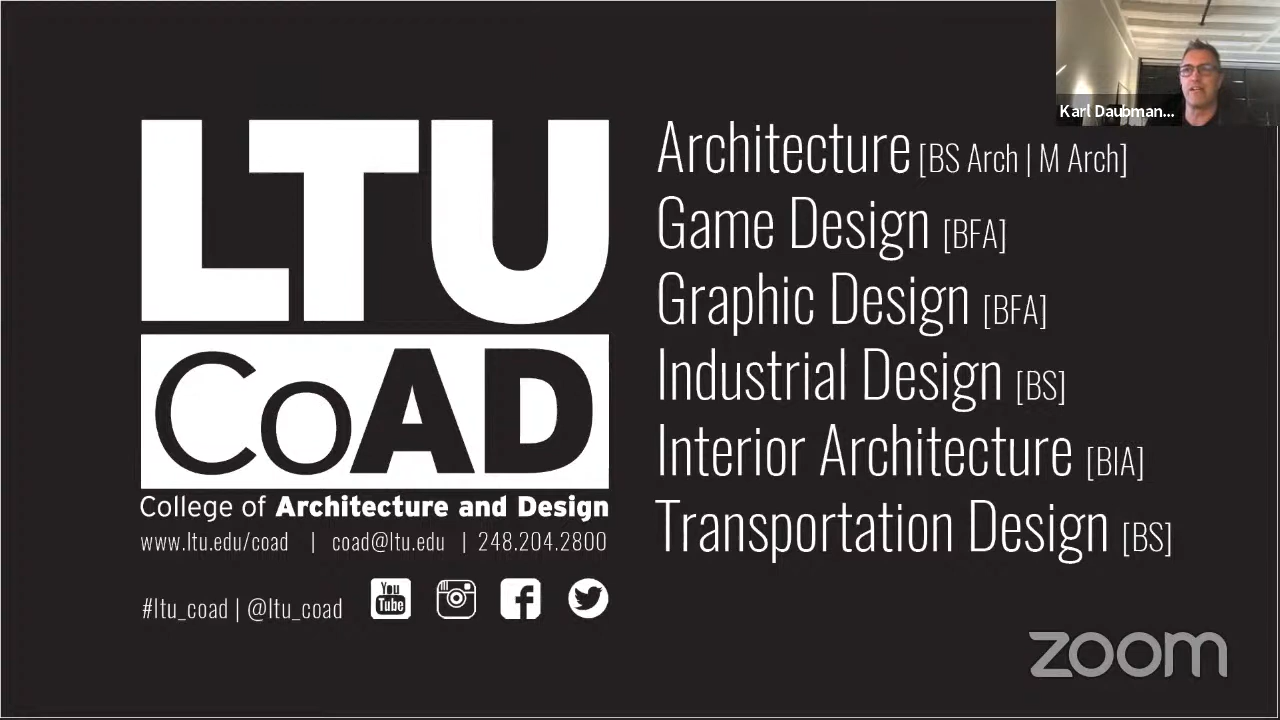 Karl Daubman...
LTU
CoAD
College of Architecture and Design
www.ltu.edu/coad | coad@ltu.edu | 248.204.2800
#ltu_coad | @ltu_coad
You
Tube
Architecture [BS Arch | M Arch]
Game Design [BFA]
Graphic Design [BFA]
Industrial Design [BS]
Interior Architecture [BIA]
Transportation Design [BS]
zoom